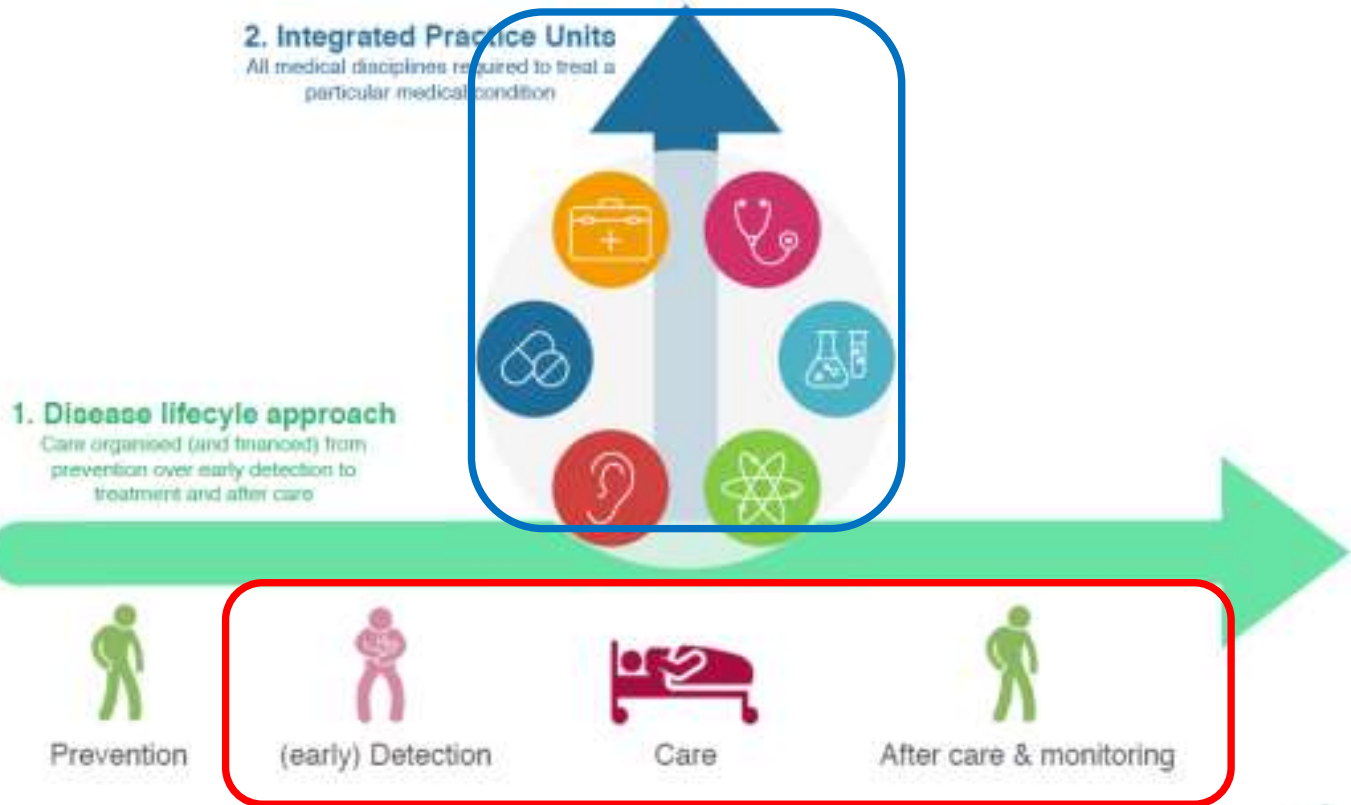 2. Integrated Practice Units
All medical disciplines required to treat a
particular medical condition
1. Disease lifecyle approach
Care organised (and financed) from
prevention over early detection to
treatment and after care
Prevention
(early) Detection
Care
After care & monitoring